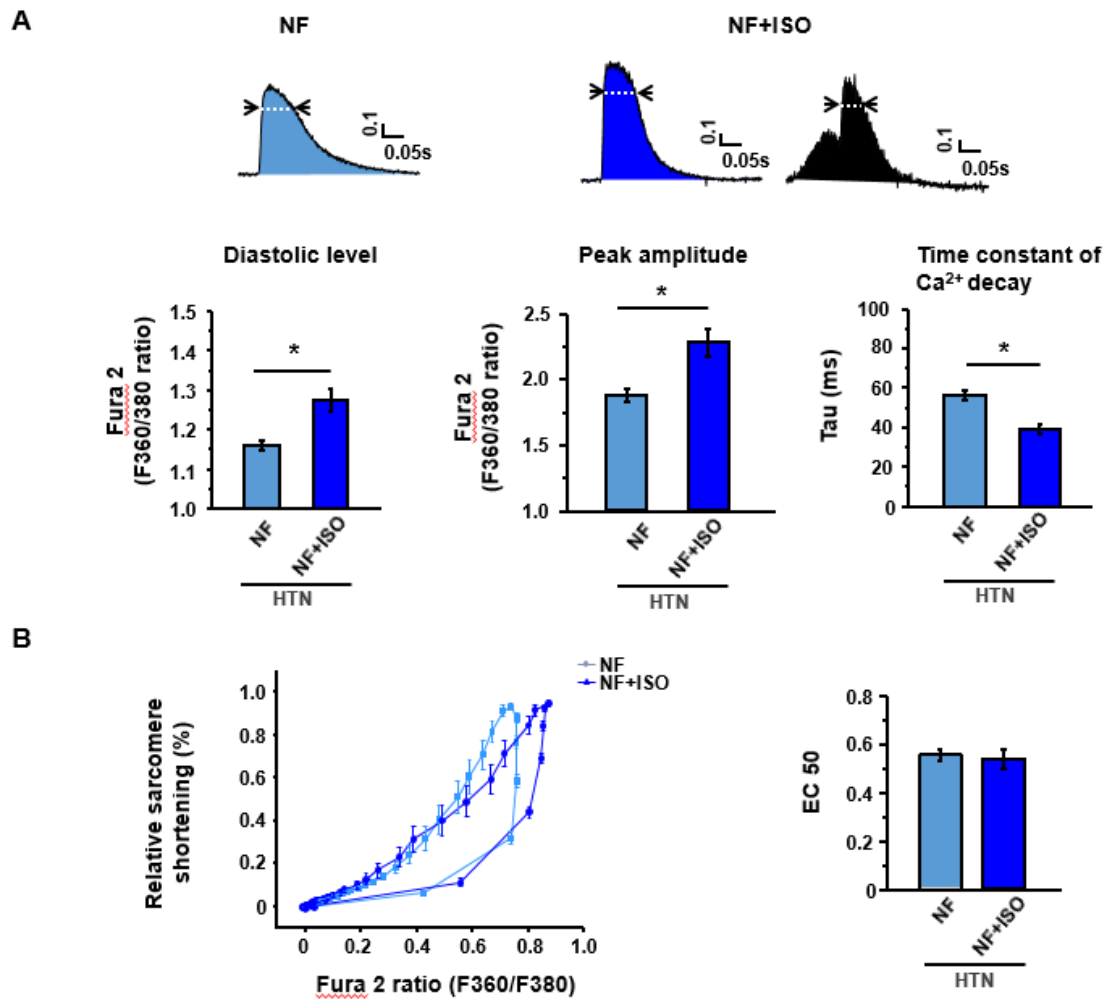 A
NF
NF+ISO
0.1
0.05s
0.1
0.05s
0.1
0.05s
Diastolic level
Fura 2
(F360/380 ratio)
1.5
1.4
1.3
1.2
1.1
1.0
*
NF
NF+ISO
HTN
Peak amplitude
Fura 2
(F360/380 ratio)
2.5
2.0
1.5
1.0
*
NF
NF+ISO
HTN
Time constant of
Ca²⁺ decay
Tau (ms)
100
80
60
40
20
0
*
NF
NF+ISO
HTN
B
NF
NF+ISO
Relative sarcomere
shortening (%)
1.0
0.8
0.6
0.4
0.2
0
0 0.2 0.4 0.6 0.8 1.0
Fura 2 ratio (F360/F380)
EC 50
0.8
0.6
0.4
0.2
0
NF
NF+ISO
HTN